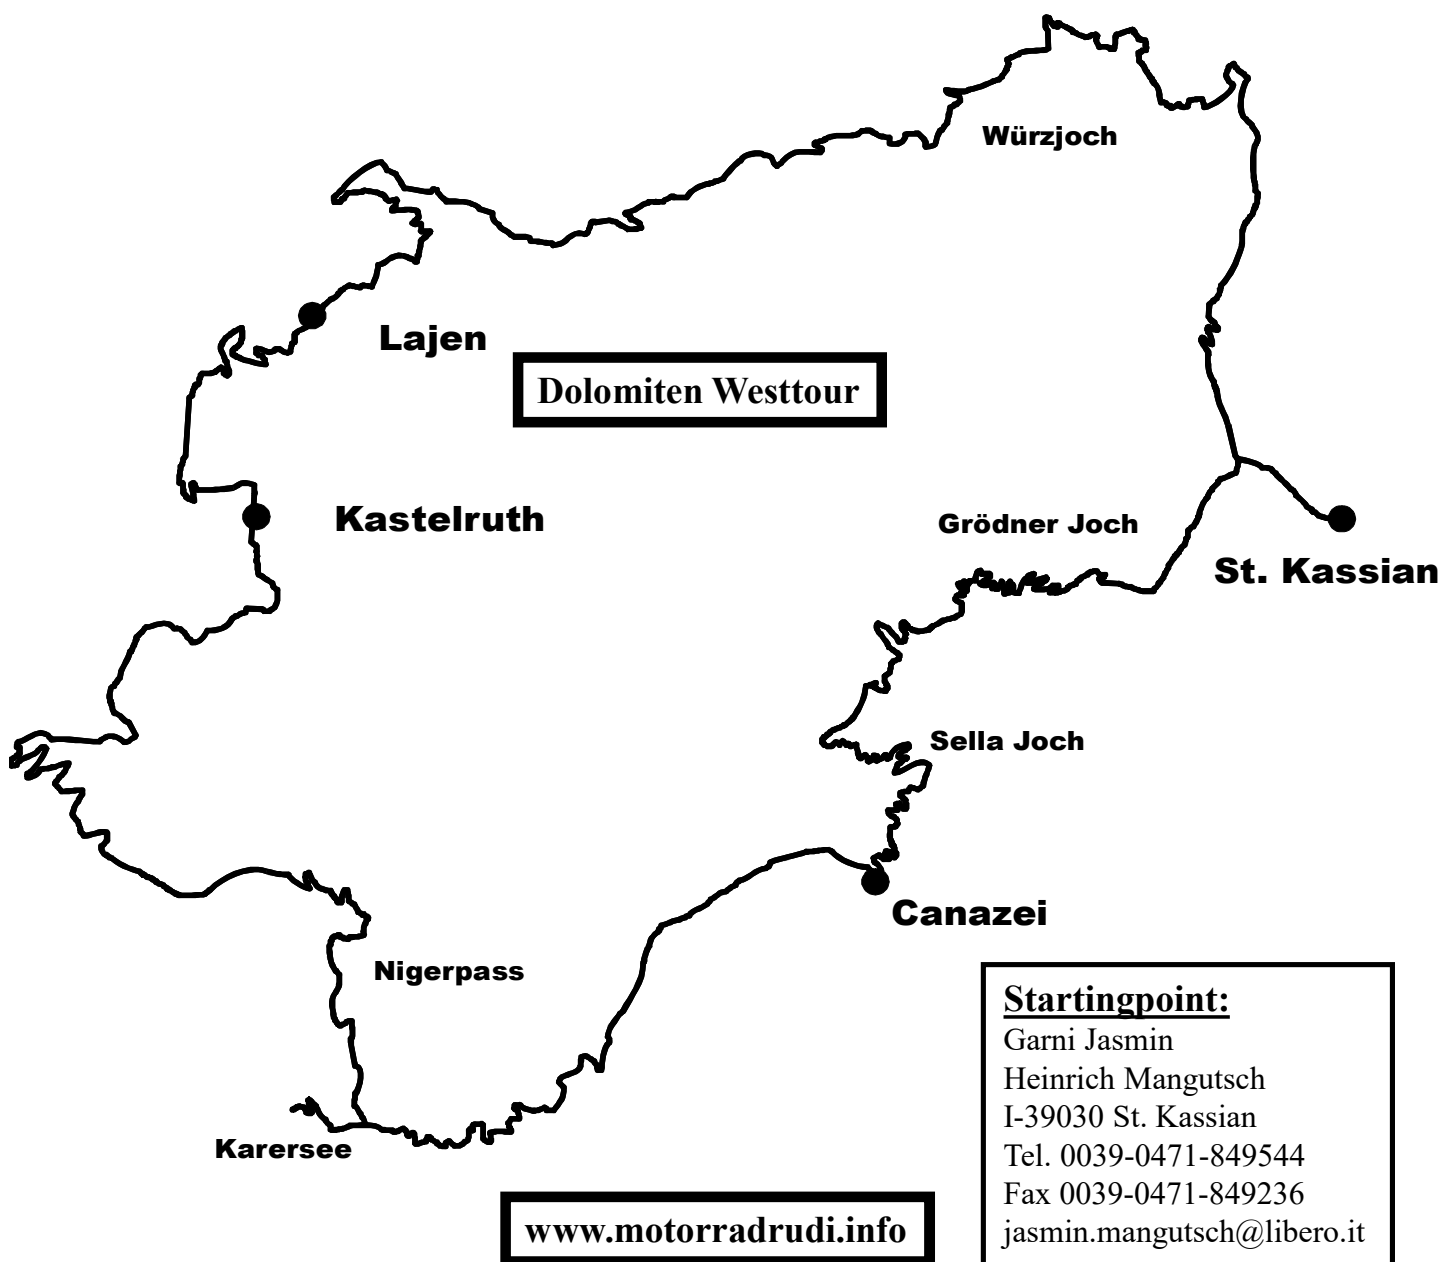 Würzjoch
Lajen
Dolomiten Westtour
Kastelruth
Grödner Joch
St. Kassian
Sella Joch
Canazei
Nigerpass
Karersee
Startingpoint:
Garni Jasmin
Heinrich Mangutsch
I-39030 St. Kassian
Tel. 0039-0471-849544
Fax 0039-0471-849236
jasmin.mangutsch@libero.it
www.motorradrudi.info